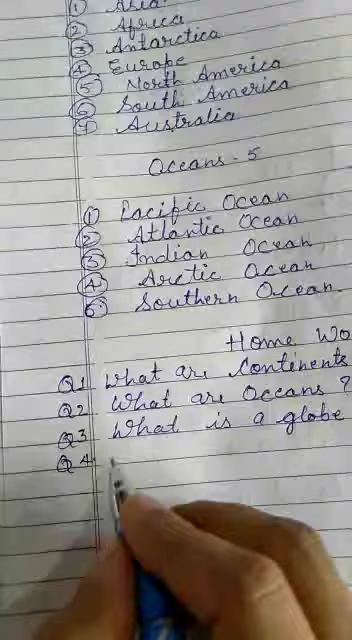 ① Asia
② Africa
③ Antarctica
④ Europe
⑤ North America
⑥ South America
⑦ Australia
Oceans - 5
① Pacific Ocean
② Atlantic Ocean
③ Indian Ocean
④ Arctic Ocean
⑤ Southern Ocean.
Home Wo
Q1 What are Continents
Q2 What are Oceans ?
Q3 What is a globe
Q4